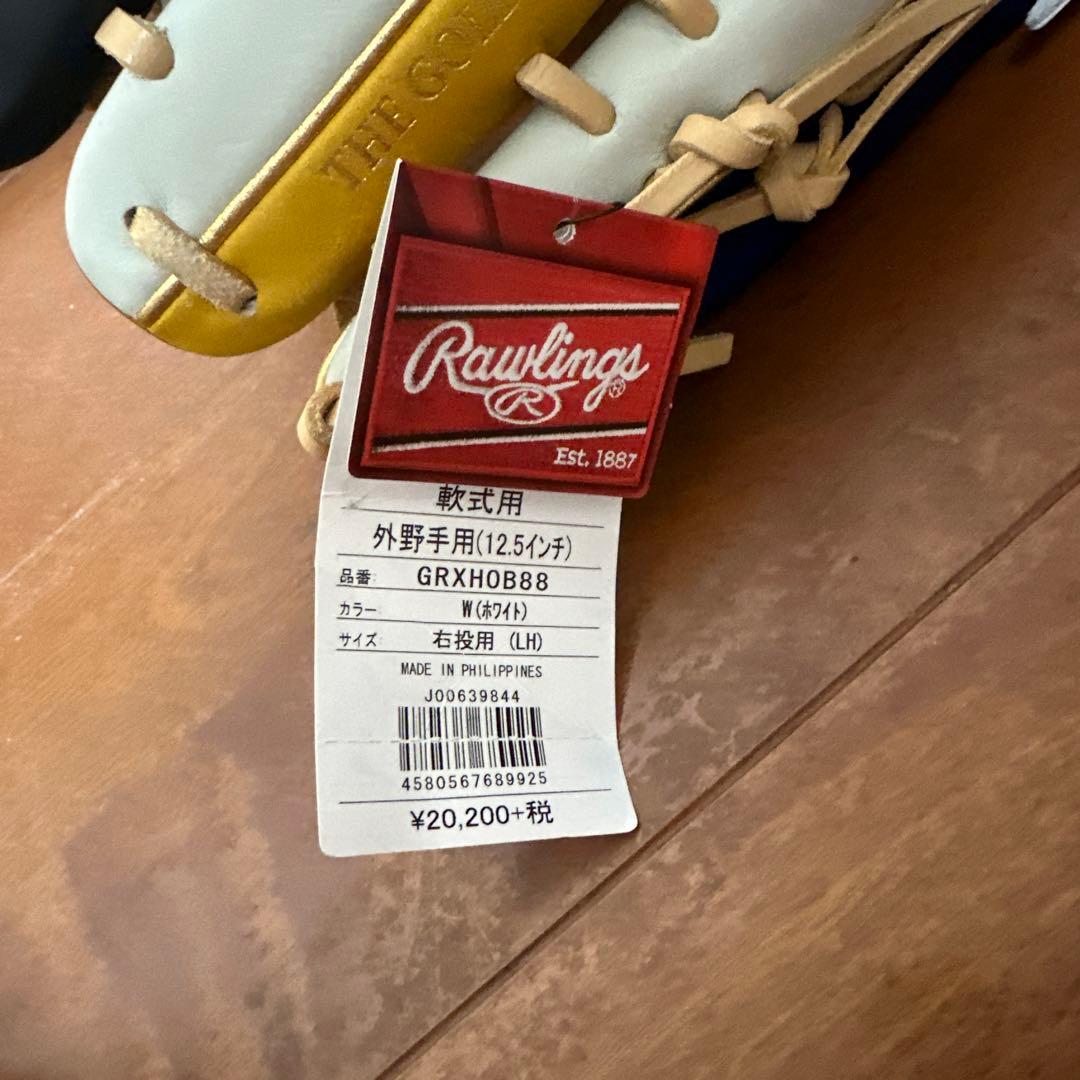 THE GOL
Rawlings®
R
Est. 1887
軟式用
外野手用(12.5インチ)
品番: GRXHOB88
カラー: W(ホワイト)
サイズ: 右投用 (LH)
MADE IN PHILIPPINES
J00639844
4580567689925
¥20,200+税